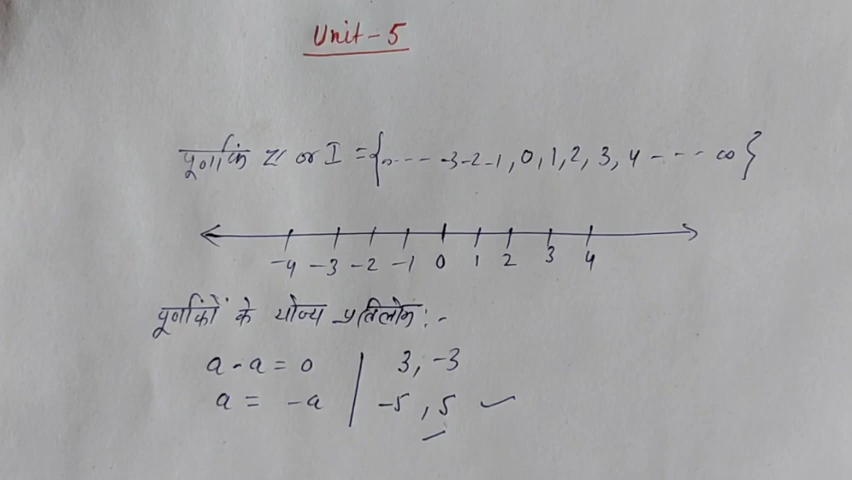 Unit - 5
पूर्णांक Z or I = {n--- -3-2-1, 0, 1, 2, 3, 4 --- ∞}
-4 -3 -2 -1 0 1 2 3 4
पूर्णांकों के योज्य प्रतिलोम :-
a - a = 0 | 3, -3
a = -a | -5, 5 ✓